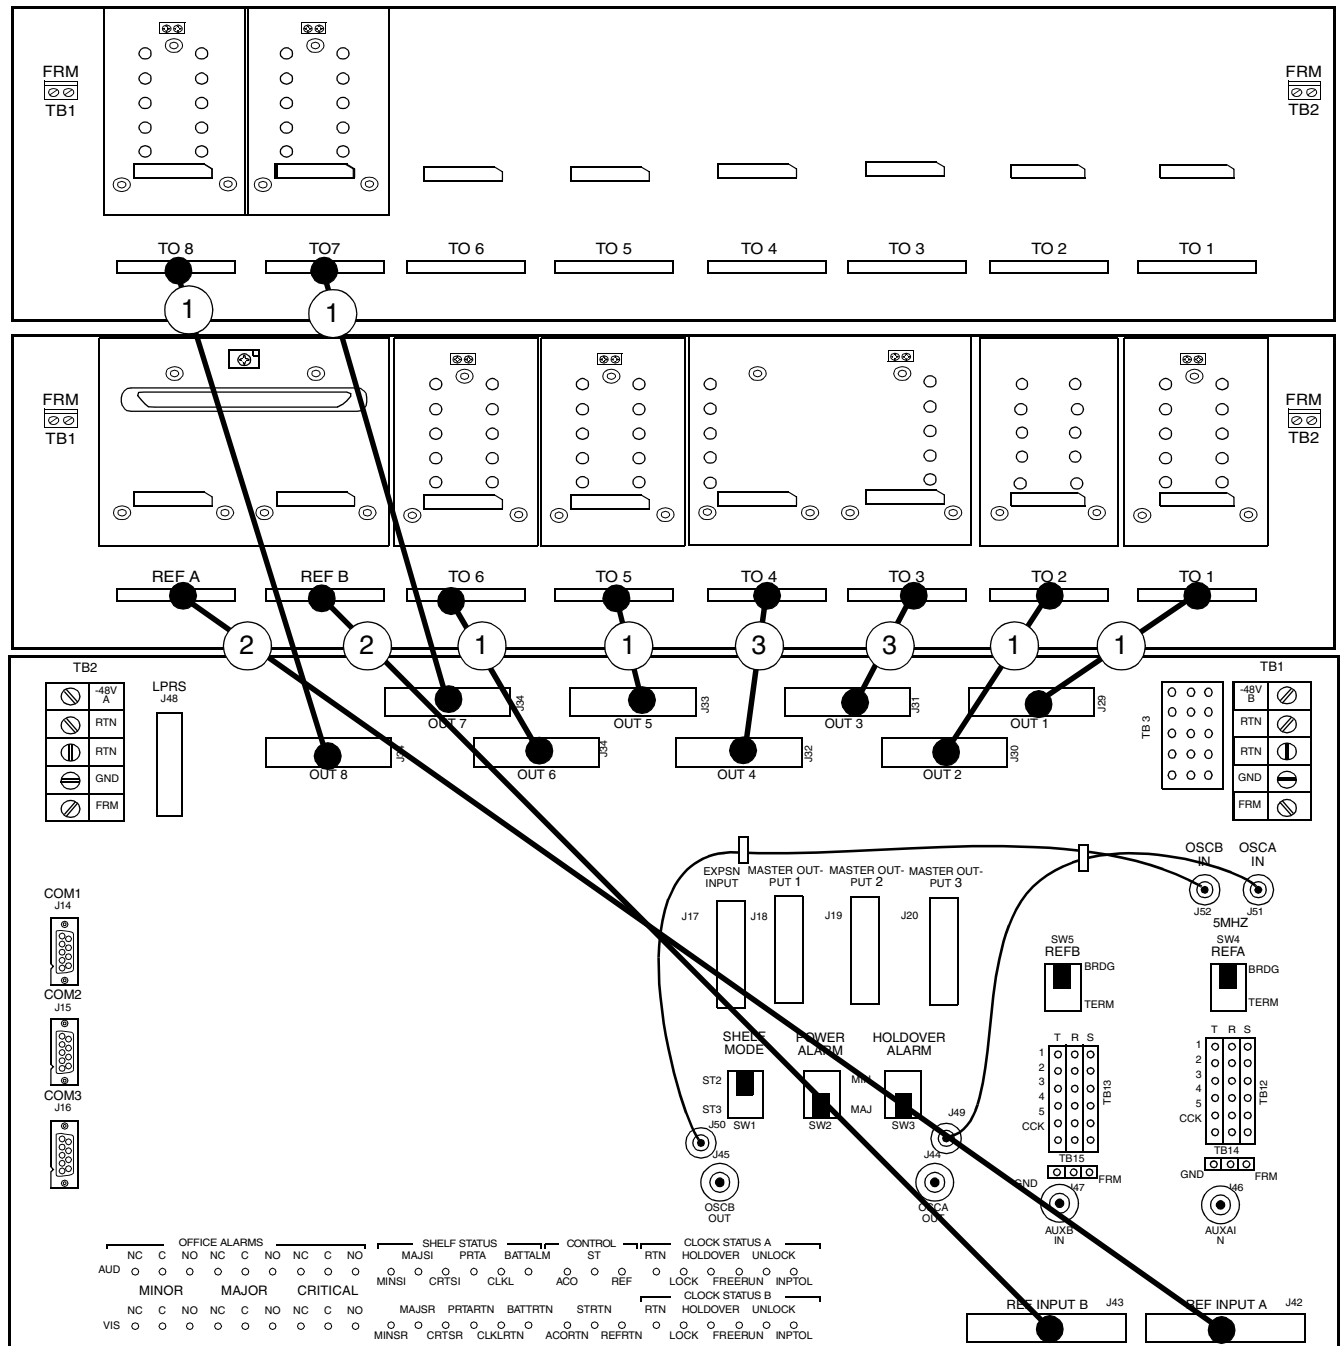 FRM
TB1
FRM
TB2
TO 8
TO7
TO 6
TO 5
TO 4
TO 3
TO 2
TO 1
1
1
FRM
TB1
FRM
TB2
REF A
REF B
TO 6
TO 5
TO 4
TO 3
TO 2
TO 1
2
2
1
1
3
3
1
1
TB2
-48V
A
RTN
RTN
GND
FRM
LPRS
J48
J34
OUT 7
J33
OUT 5
J31
OUT 3
J29
OUT 1
OUT 8
J34
OUT 6
J32
OUT 4
J30
OUT 2
TB 3
TB1
-48V
B
RTN
RTN
GND
FRM
OSCB
IN
OSCA
IN
J52
J51
5MHZ
EXPSN
INPUT
MASTER OUT-
PUT 1
MASTER OUT-
PUT 2
MASTER OUT-
PUT 3
J17
J18
J19
J20
COM1
J14
COM2
J15
COM3
J16
SW5
REFB
BRDG
TERM
SW4
REFA
BRDG
TERM
SHELF
MODE
POWER
ALARM
HOLDOVER
ALARM
ST2
ST3
SW1
SW2
MIN
MAJ
SW3
T R S
1
2
3
4
5
CCK
TB13
T R S
1
2
3
4
5
CCK
TB12
J50
J45
OSCB
OUT
J49
J44
OSCA
OUT
TB15
GND
FRM
J47
AUXB
IN
TB14
GND
FRM
J46
AUXAI
N
OFFICE ALARMS
SHELF STATUS
CONTROL
CLOCK STATUS A
NC C NO NC C NO NC C NO
MAJSI PRTA BATTALM ST RTN HOLDOVER UNLOCK
AUD
MINSI CRTSI CLKL ACO REF LOCK FREERUN INPTOL
MINOR MAJOR CRITICAL
CLOCK STATUS B
NC C NO NC C NO NC C NO
MAJSR PRTARTN BATTRTN STRTN RTN HOLDOVER UNLOCK
VIS
MINSR CRTSR CLKLRTN ACORTN REFRTN LOCK FREERUN INPTOL
REF INPUT B J43
REF INPUT A J42